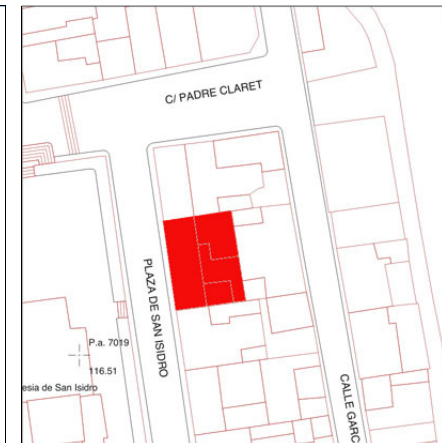 C/ PADRE CLARET
PLAZA DE SAN ISIDRO
P.a. 7019
116.51
esia de San Isidro
CALLE GARC